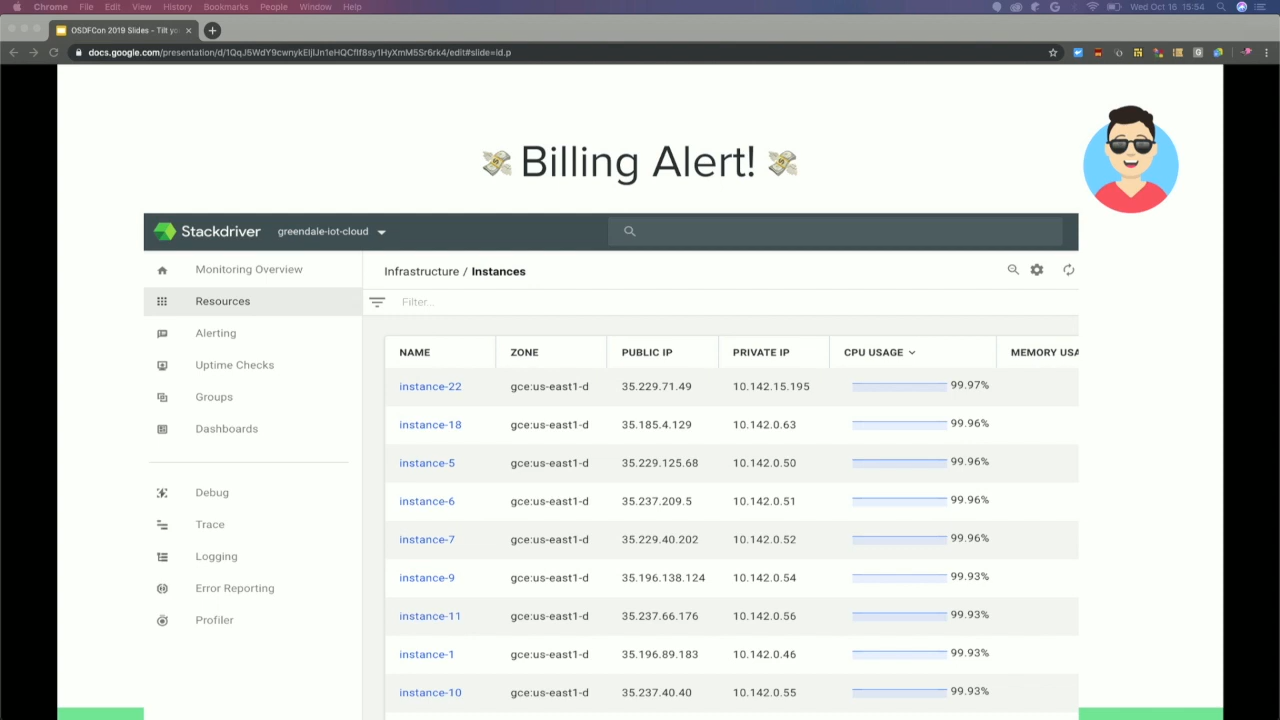 Chrome File Edit View History Bookmarks People Window Help Wed Oct 16 15:54
OSDFCon 2019 Slides - Tilt yo
docs.google.com/presentation/d/1QqJ5WdY9cwnykEljlJn1eHQCfIf8sy1HyXmM5Sr6rk4/edit#slide=id.p
Billing Alert!
Stackdriver greendale-iot-cloud
Monitoring Overview
Resources
Alerting
Uptime Checks
Groups
Dashboards
Debug
Trace
Logging
Error Reporting
Profiler
Infrastructure / Instances
Filter...
NAME ZONE PUBLIC IP PRIVATE IP CPU USAGE MEMORY USA
instance-22 gce:us-east1-d 35.229.71.49 10.142.15.195 99.97%
instance-18 gce:us-east1-d 35.185.4.129 10.142.0.63 99.96%
instance-5 gce:us-east1-d 35.229.125.68 10.142.0.50 99.96%
instance-6 gce:us-east1-d 35.237.209.5 10.142.0.51 99.96%
instance-7 gce:us-east1-d 35.229.40.202 10.142.0.52 99.96%
instance-9 gce:us-east1-d 35.196.138.124 10.142.0.54 99.93%
instance-11 gce:us-east1-d 35.237.66.176 10.142.0.56 99.93%
instance-1 gce:us-east1-d 35.196.89.183 10.142.0.46 99.93%
instance-10 gce:us-east1-d 35.237.40.40 10.142.0.55 99.93%